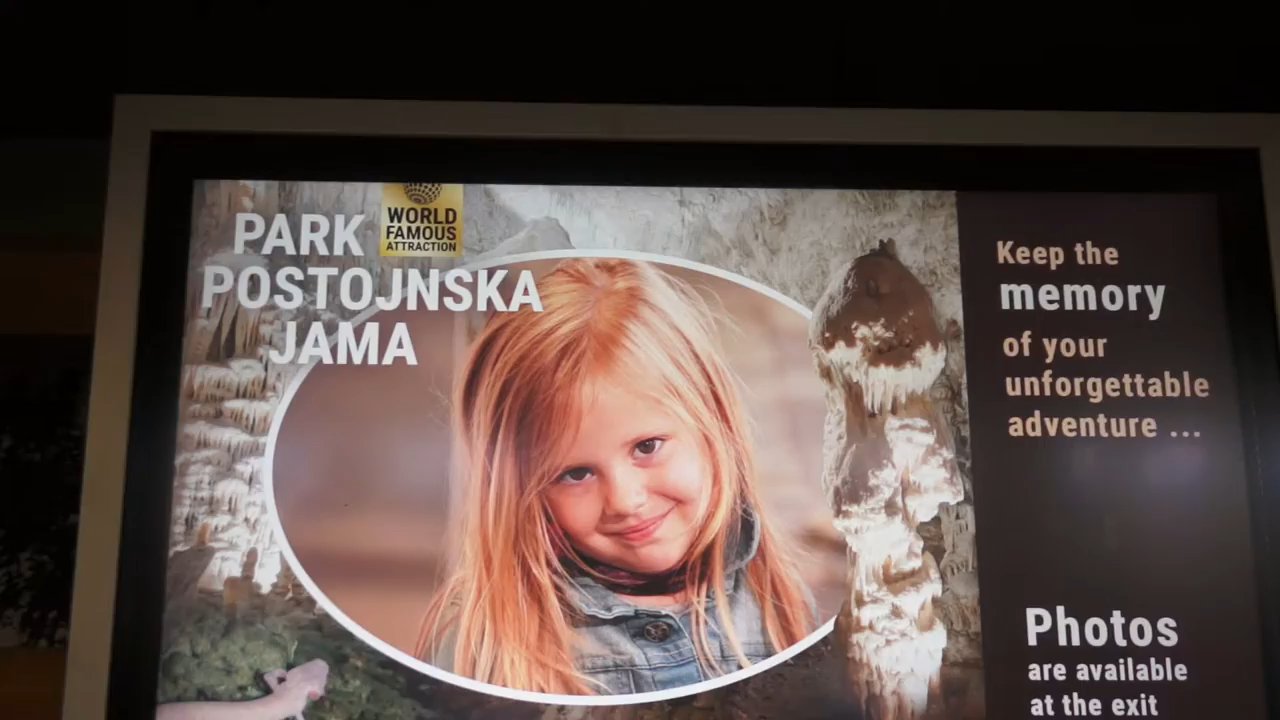 PARK
WORLD
FAMOUS
ATTRACTION
POSTOJNSKA
JAMA
Keep the
memory
of your
unforgettable
adventure ...
Photos
are available
at the exit